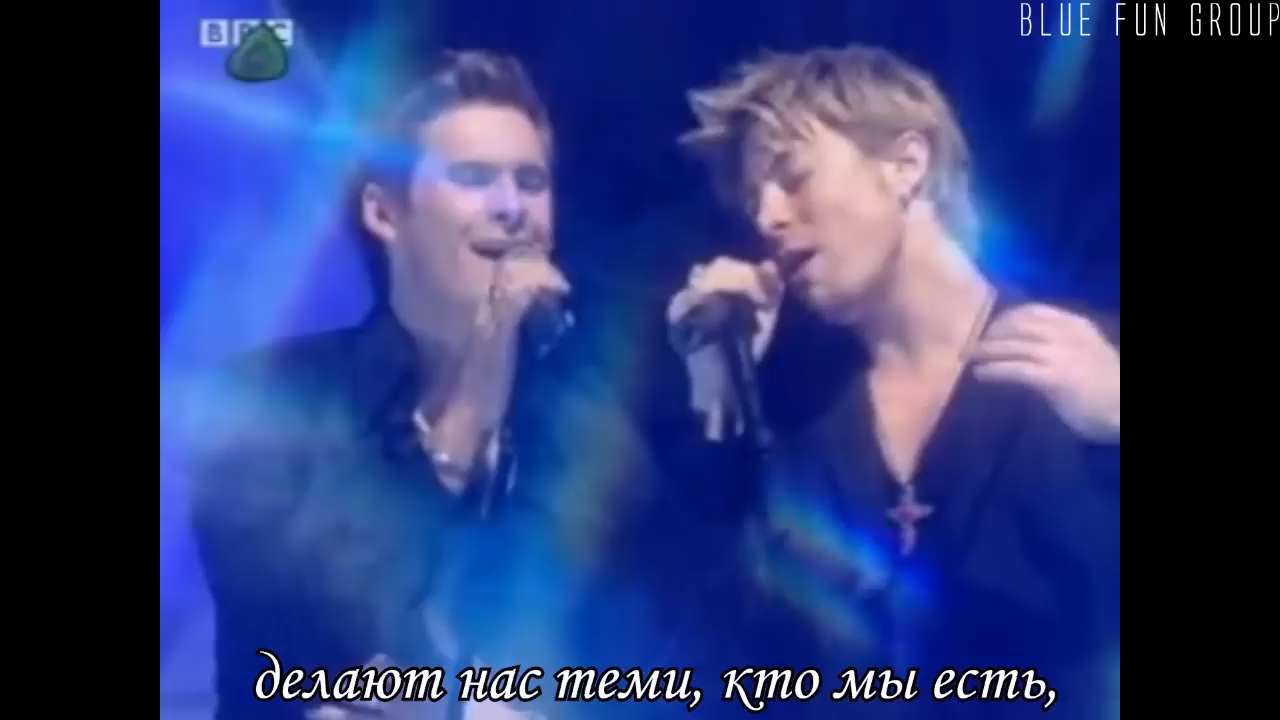 BBC
BLUE FUN GROUP
делают нас теми, кто мы есть,